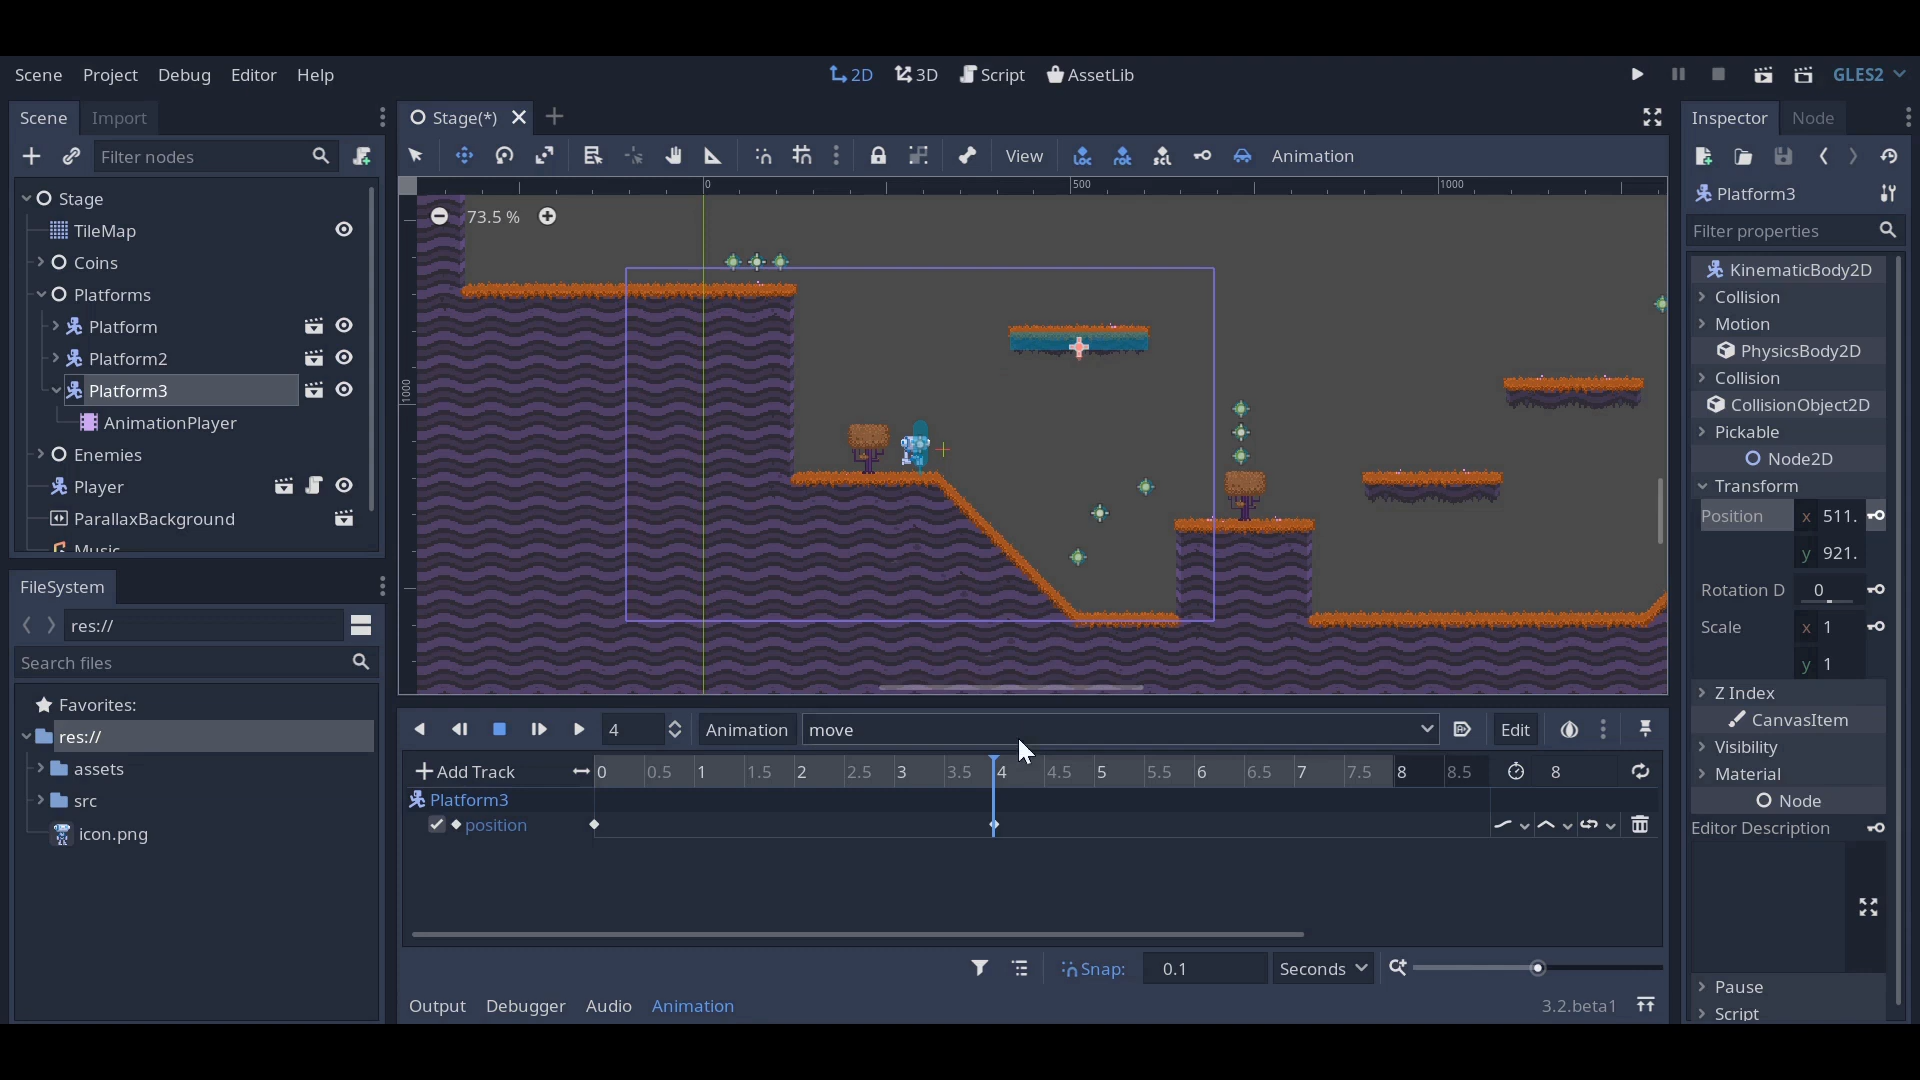 Scene Project Debug Editor Help
2D 3D Script AssetLib
GLES2
Scene Import
Filter nodes
Stage
TileMap
Coins
Platforms
Platform
Platform2
Platform3
AnimationPlayer
Enemies
Player
ParallaxBackground
Music
FileSystem
res://
Search files
Favorites:
res://
assets
src
icon.png
Stage(*)
View Animation
0 500 1000
73.5 %
1000
4 Animation move Edit
Add Track 0 0.5 1 1.5 2 2.5 3 3.5 4 4.5 5 5.5 6 6.5 7 7.5 8 8.5 8
Platform3
position
Snap: 0.1 Seconds
Output Debugger Audio Animation 3.2.beta1
Inspector Node
Platform3
Filter properties
KinematicBody2D
Collision
Motion
PhysicsBody2D
Collision
CollisionObject2D
Pickable
Node2D
Transform
Position x 511.
y 921.
Rotation D 0
Scale x 1
y 1
Z Index
CanvasItem
Visibility
Material
Node
Editor Description
Pause
Script